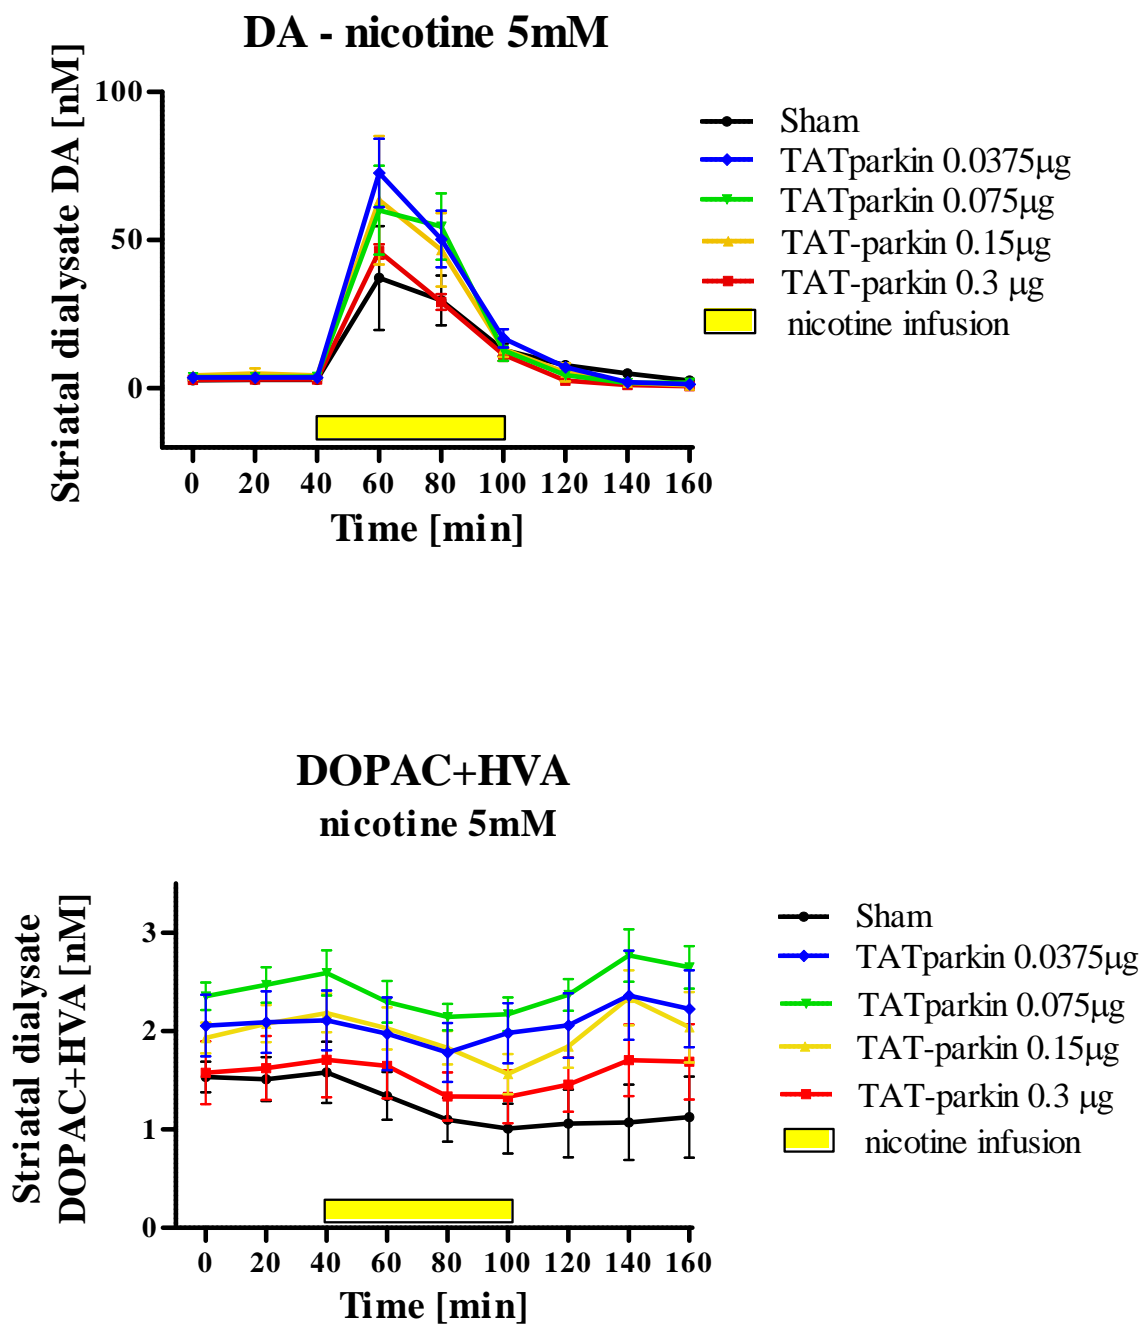 DA - nicotine 5mM
Striatal dialysate DA [nM]
100
50
0
0 20 40 60 80 100 120 140 160
Time [min]
Sham
TATparkin 0.0375μg
TATparkin 0.075μg
TAT-parkin 0.15μg
TAT-parkin 0.3 μg
nicotine infusion
DOPAC+HVA
nicotine 5mM
Striatal dialysate
DOPAC+HVA [nM]
3
2
1
0
0 20 40 60 80 100 120 140 160
Time [min]
Sham
TATparkin 0.0375μg
TATparkin 0.075μg
TAT-parkin 0.15μg
TAT-parkin 0.3 μg
nicotine infusion